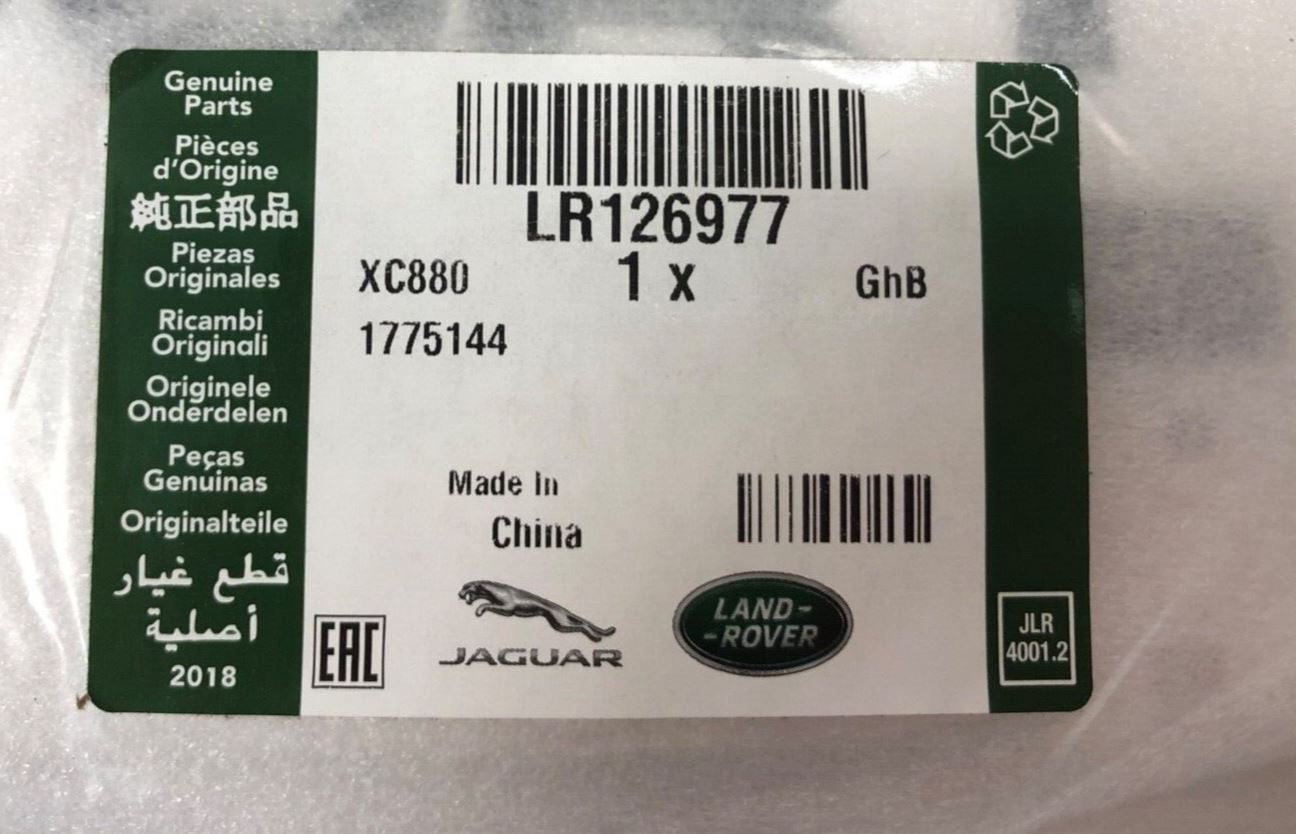 Genuine
Parts
Pièces
d'Origine
純正部品
Piezas
Originales
Ricambi
Originali
Originele
Onderdelen
Peças
Genuinas
Originalteile
قطع غيار
أصلية
2018
LR126977
XC880 1 x GhB
1775144
Made In
China
EAC
JAGUAR
LAND-
-ROVER
JLR
4001.2